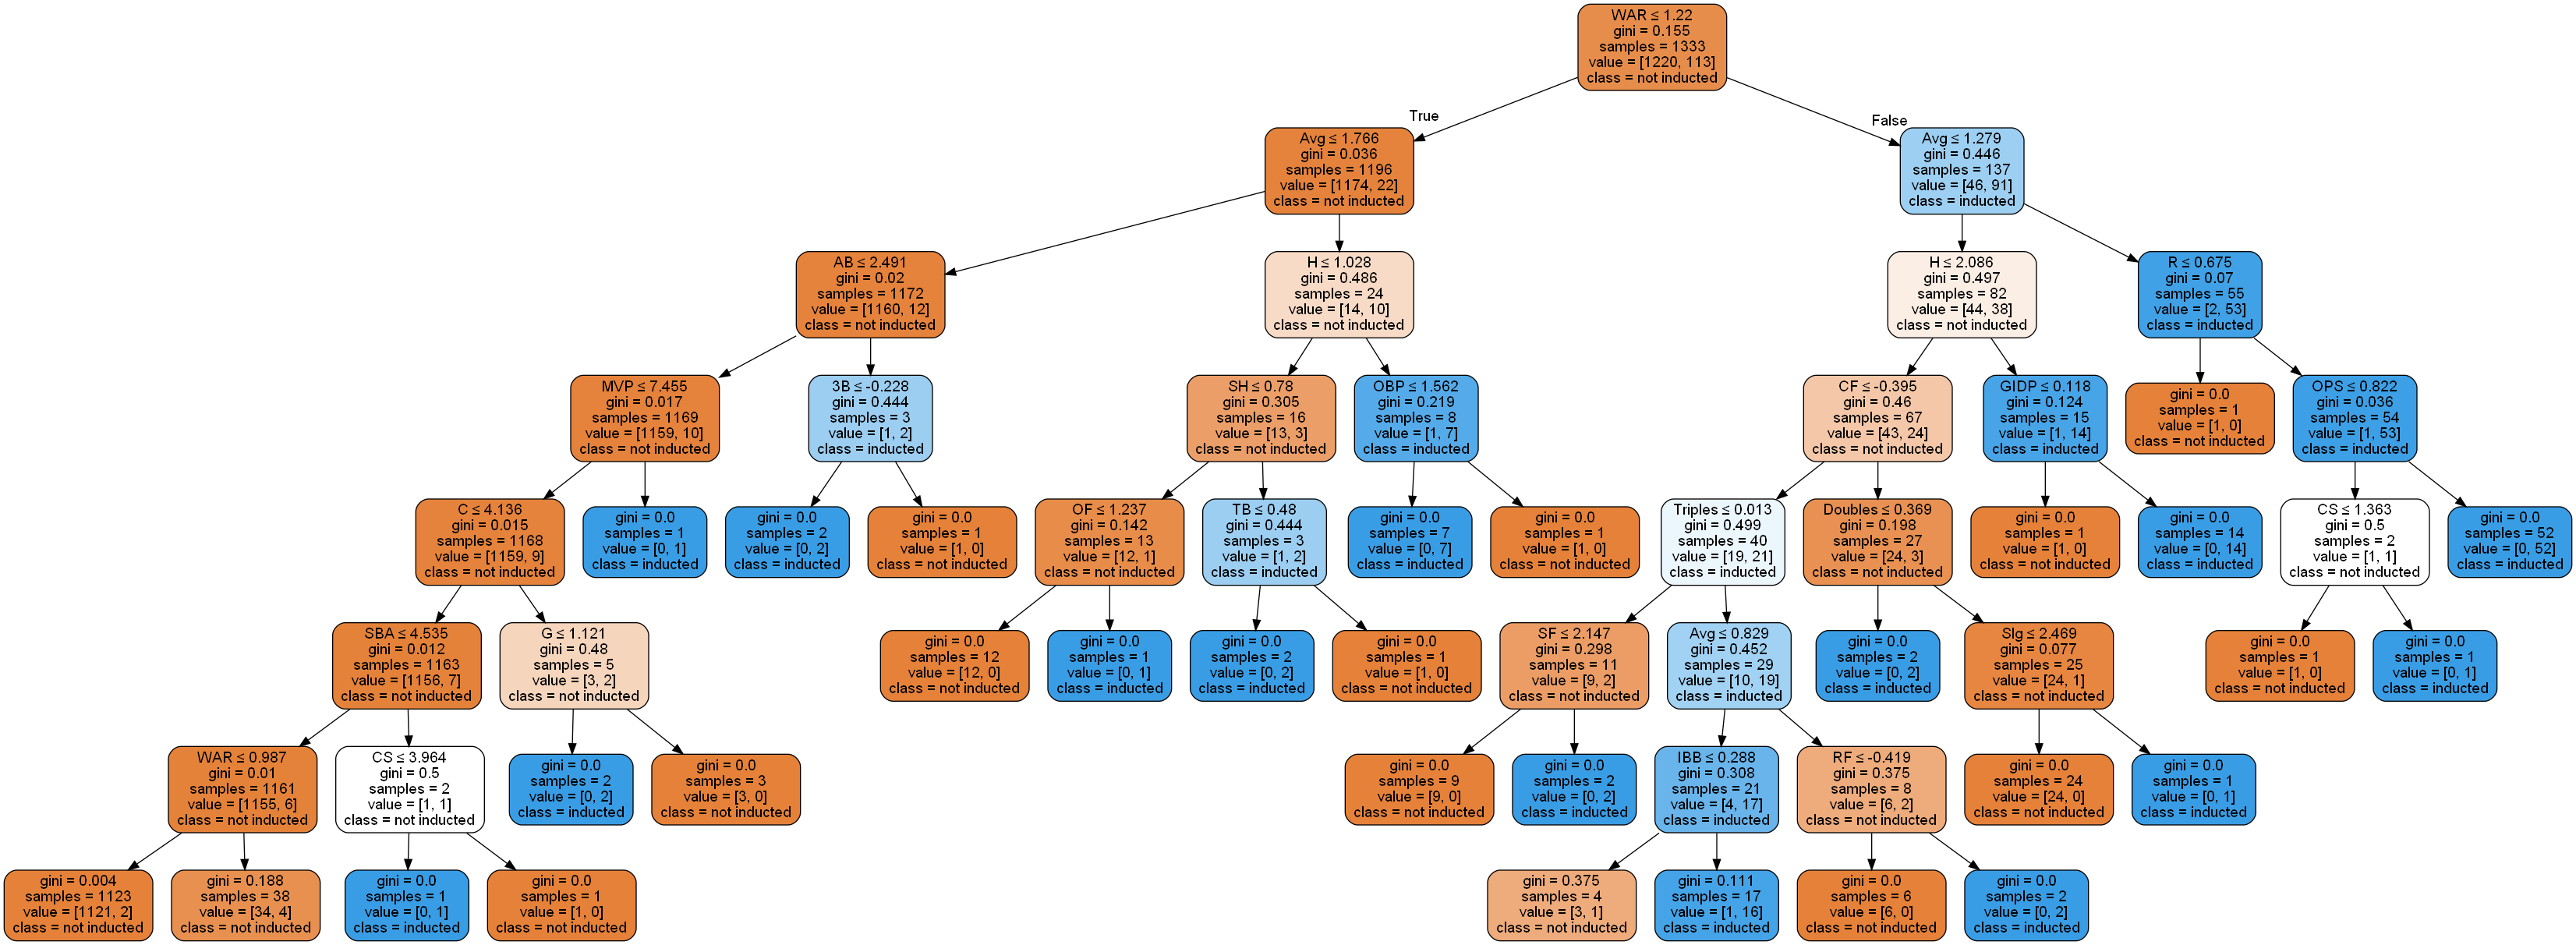 WAR ≤ 1.22
gini = 0.155
samples = 1333
value = [1220, 113]
class = not inducted
True
False
Avg ≤ 1.766
gini = 0.036
samples = 1196
value = [1174, 22]
class = not inducted
Avg ≤ 1.279
gini = 0.446
samples = 137
value = [46, 91]
class = inducted
AB ≤ 2.491
gini = 0.02
samples = 1172
value = [1160, 12]
class = not inducted
H ≤ 1.028
gini = 0.486
samples = 24
value = [14, 10]
class = not inducted
H ≤ 2.086
gini = 0.497
samples = 82
value = [44, 38]
class = not inducted
R ≤ 0.675
gini = 0.07
samples = 55
value = [2, 53]
class = inducted
MVP ≤ 7.455
gini = 0.017
samples = 1169
value = [1159, 10]
class = not inducted
3B ≤ -0.228
gini = 0.444
samples = 3
value = [1, 2]
class = inducted
SH ≤ 0.78
gini = 0.305
samples = 16
value = [13, 3]
class = not inducted
OBP ≤ 1.562
gini = 0.219
samples = 8
value = [1, 7]
class = inducted
CF ≤ -0.395
gini = 0.46
samples = 67
value = [43, 24]
class = not inducted
GIDP ≤ 0.118
gini = 0.124
samples = 15
value = [1, 14]
class = inducted
gini = 0.0
samples = 1
value = [1, 0]
class = not inducted
OPS ≤ 0.822
gini = 0.036
samples = 54
value = [1, 53]
class = inducted
C ≤ 4.136
gini = 0.015
samples = 1168
value = [1159, 9]
class = not inducted
gini = 0.0
samples = 1
value = [0, 1]
class = inducted
gini = 0.0
samples = 2
value = [0, 2]
class = inducted
gini = 0.0
samples = 1
value = [1, 0]
class = not inducted
OF ≤ 1.237
gini = 0.142
samples = 13
value = [12, 1]
class = not inducted
TB ≤ 0.48
gini = 0.444
samples = 3
value = [1, 2]
class = inducted
gini = 0.0
samples = 7
value = [0, 7]
class = inducted
gini = 0.0
samples = 1
value = [1, 0]
class = not inducted
Triples ≤ 0.013
gini = 0.499
samples = 40
value = [19, 21]
class = inducted
Doubles ≤ 0.369
gini = 0.198
samples = 27
value = [24, 3]
class = not inducted
gini = 0.0
samples = 1
value = [1, 0]
class = not inducted
gini = 0.0
samples = 14
value = [0, 14]
class = inducted
CS ≤ 1.363
gini = 0.5
samples = 2
value = [1, 1]
class = not inducted
gini = 0.0
samples = 52
value = [0, 52]
class = inducted
SBA ≤ 4.535
gini = 0.012
samples = 1163
value = [1156, 7]
class = not inducted
G ≤ 1.121
gini = 0.48
samples = 5
value = [3, 2]
class = not inducted
gini = 0.0
samples = 12
value = [12, 0]
class = not inducted
gini = 0.0
samples = 1
value = [0, 1]
class = inducted
gini = 0.0
samples = 2
value = [0, 2]
class = inducted
gini = 0.0
samples = 1
value = [1, 0]
class = not inducted
SF ≤ 2.147
gini = 0.298
samples = 11
value = [9, 2]
class = not inducted
Avg ≤ 0.829
gini = 0.452
samples = 29
value = [10, 19]
class = inducted
gini = 0.0
samples = 2
value = [0, 2]
class = inducted
Slg ≤ 2.469
gini = 0.077
samples = 25
value = [24, 1]
class = not inducted
gini = 0.0
samples = 1
value = [1, 0]
class = not inducted
gini = 0.0
samples = 1
value = [0, 1]
class = inducted
WAR ≤ 0.987
gini = 0.01
samples = 1161
value = [1155, 6]
class = not inducted
CS ≤ 3.964
gini = 0.5
samples = 2
value = [1, 1]
class = not inducted
gini = 0.0
samples = 2
value = [0, 2]
class = inducted
gini = 0.0
samples = 3
value = [3, 0]
class = not inducted
gini = 0.0
samples = 9
value = [9, 0]
class = not inducted
gini = 0.0
samples = 2
value = [0, 2]
class = inducted
IBB ≤ 0.288
gini = 0.308
samples = 21
value = [4, 17]
class = inducted
RF ≤ -0.419
gini = 0.375
samples = 8
value = [6, 2]
class = not inducted
gini = 0.0
samples = 24
value = [24, 0]
class = not inducted
gini = 0.0
samples = 1
value = [0, 1]
class = inducted
gini = 0.004
samples = 1123
value = [1121, 2]
class = not inducted
gini = 0.188
samples = 38
value = [34, 4]
class = not inducted
gini = 0.0
samples = 1
value = [0, 1]
class = inducted
gini = 0.0
samples = 1
value = [1, 0]
class = not inducted
gini = 0.375
samples = 4
value = [3, 1]
class = not inducted
gini = 0.111
samples = 17
value = [1, 16]
class = inducted
gini = 0.0
samples = 6
value = [6, 0]
class = not inducted
gini = 0.0
samples = 2
value = [0, 2]
class = inducted